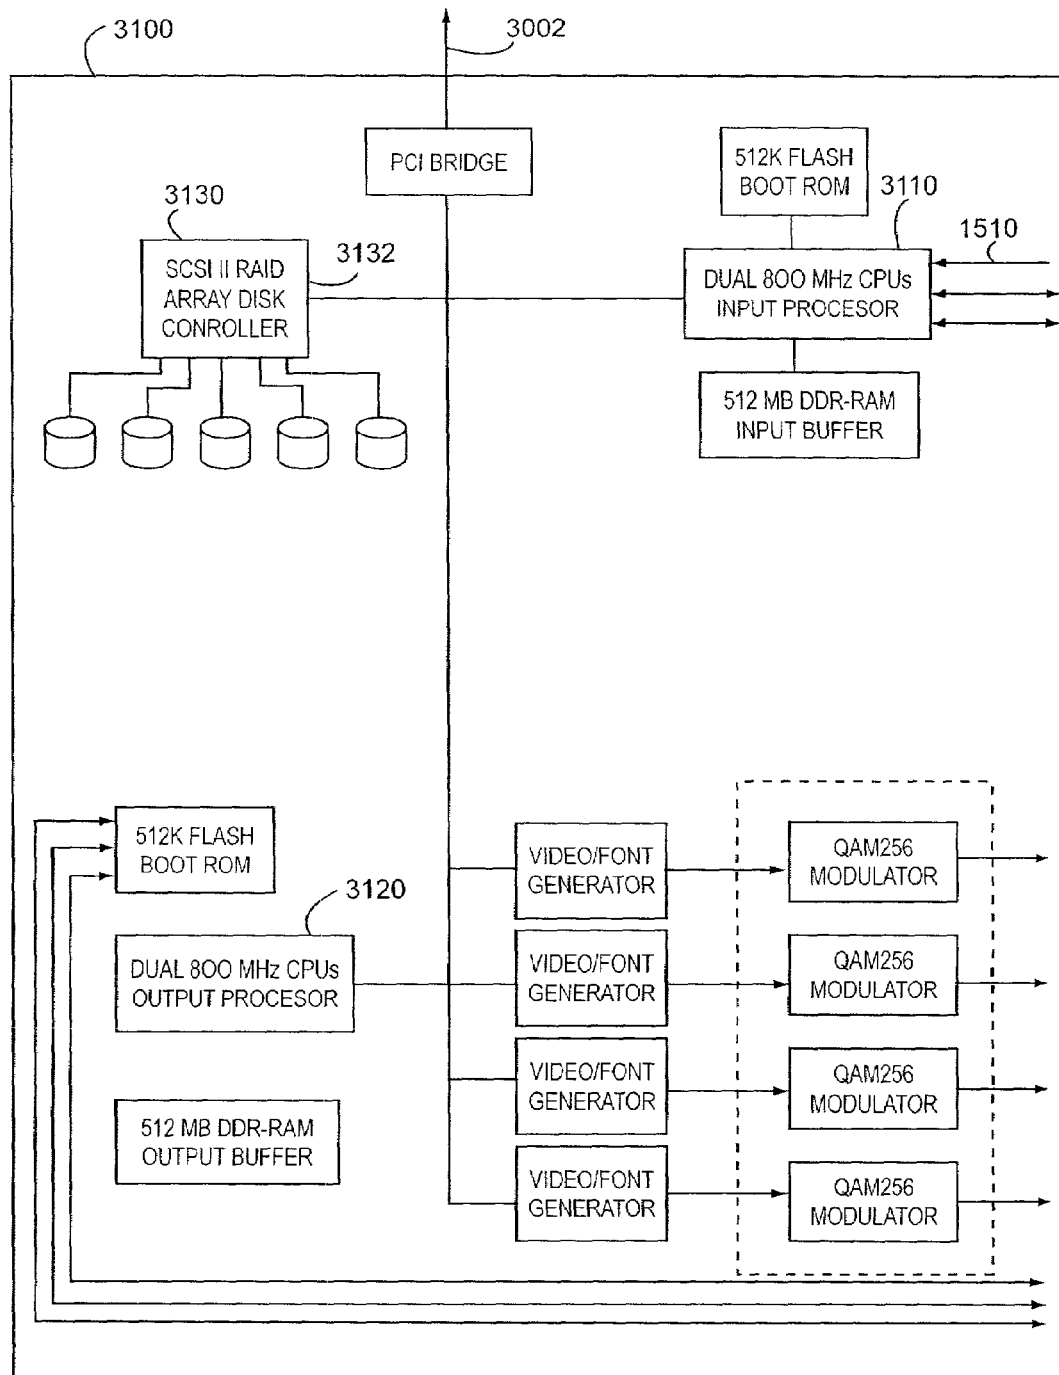 3100
3002
PCI BRIDGE
512K FLASH
BOOT ROM
3130
3110
1510
3132
SCSI II RAID
ARRAY DISK
CONROLLER
DUAL 800 MHz CPUs
INPUT PROCESOR
512 MB DDR-RAM
INPUT BUFFER
512K FLASH
BOOT ROM
VIDEO/FONT
GENERATOR
QAM256
MODULATOR
3120
DUAL 800 MHz CPUs
OUTPUT PROCESOR
VIDEO/FONT
GENERATOR
QAM256
MODULATOR
VIDEO/FONT
GENERATOR
QAM256
MODULATOR
512 MB DDR-RAM
OUTPUT BUFFER
VIDEO/FONT
GENERATOR
QAM256
MODULATOR